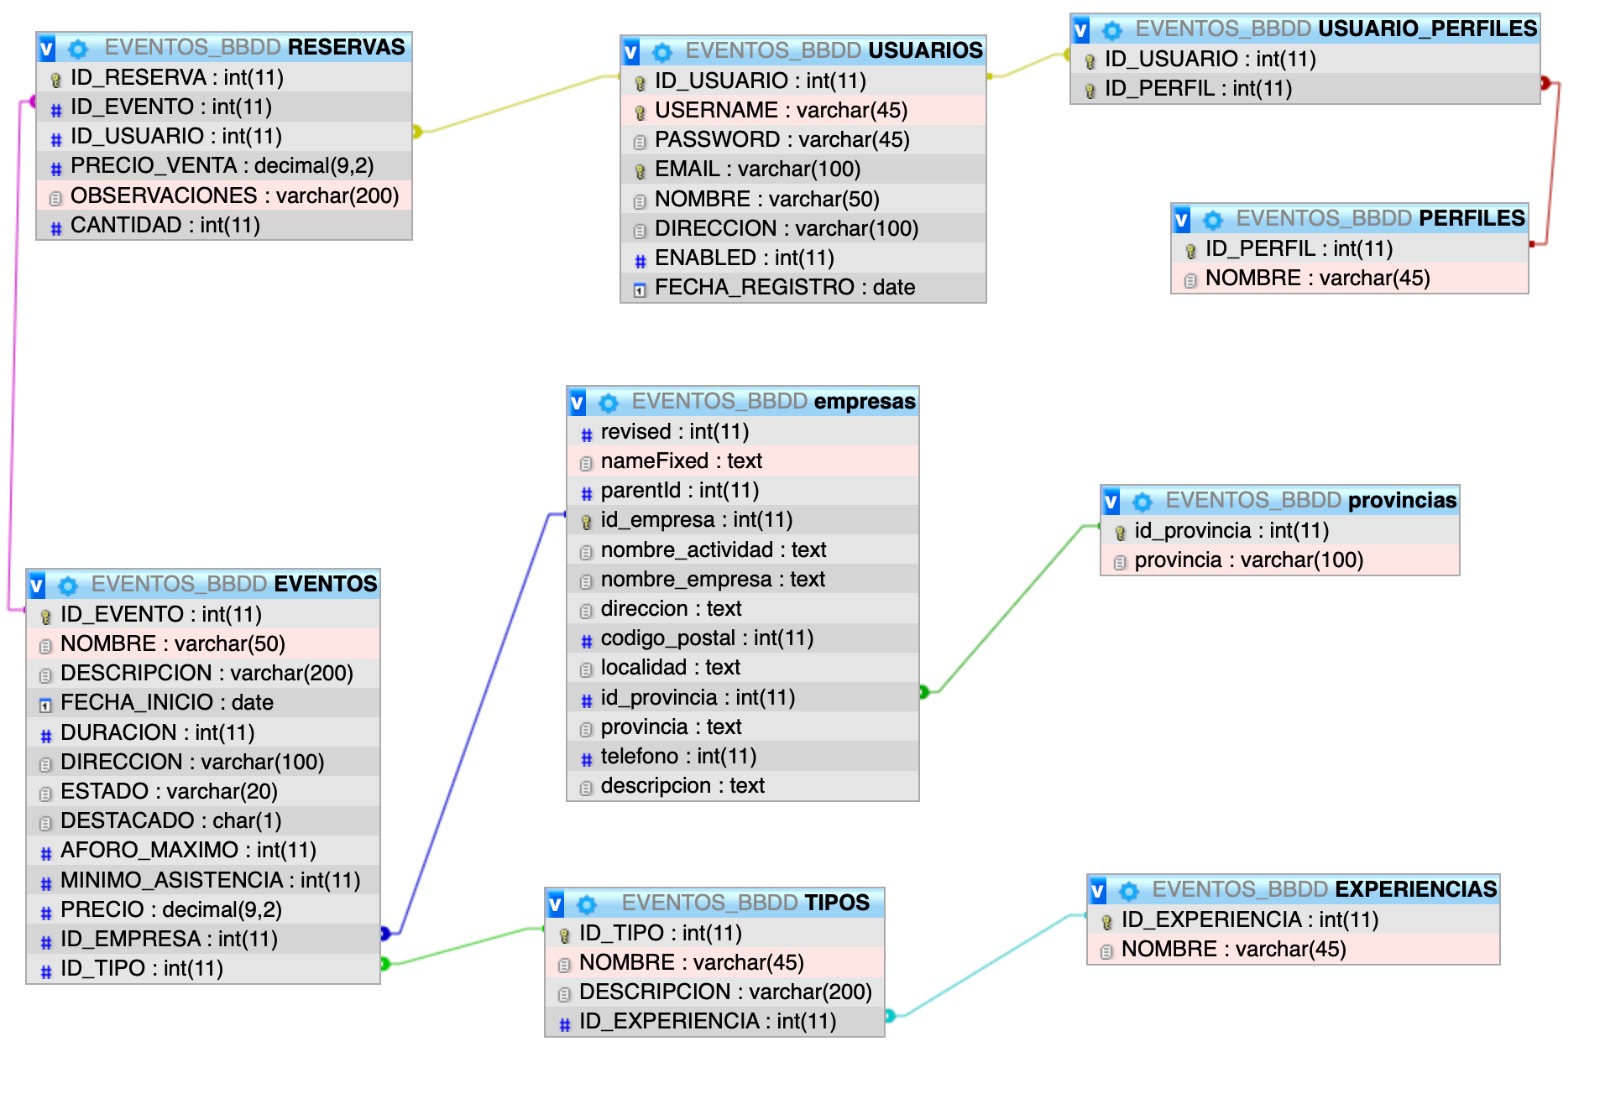 EVENTOS_BBDD RESERVAS
ID_RESERVA : int(11)
ID_EVENTO : int(11)
ID_USUARIO : int(11)
PRECIO_VENTA : decimal(9,2)
OBSERVACIONES : varchar(200)
CANTIDAD : int(11)
EVENTOS_BBDD USUARIOS
ID_USUARIO : int(11)
USERNAME : varchar(45)
PASSWORD : varchar(45)
EMAIL : varchar(100)
NOMBRE : varchar(50)
DIRECCION : varchar(100)
ENABLED : int(11)
FECHA_REGISTRO : date
EVENTOS_BBDD USUARIO_PERFILES
ID_USUARIO : int(11)
ID_PERFIL : int(11)
EVENTOS_BBDD PERFILES
ID_PERFIL : int(11)
NOMBRE : varchar(45)
EVENTOS_BBDD empresas
revised : int(11)
nameFixed : text
parentId : int(11)
id_empresa : int(11)
nombre_actividad : text
nombre_empresa : text
direccion : text
codigo_postal : int(11)
localidad : text
id_provincia : int(11)
provincia : text
telefono : int(11)
descripcion : text
EVENTOS_BBDD provincias
id_provincia : int(11)
provincia : varchar(100)
EVENTOS_BBDD EVENTOS
ID_EVENTO : int(11)
NOMBRE : varchar(50)
DESCRIPCION : varchar(200)
FECHA_INICIO : date
DURACION : int(11)
DIRECCION : varchar(100)
ESTADO : varchar(20)
DESTACADO : char(1)
AFORO_MAXIMO : int(11)
MINIMO_ASISTENCIA : int(11)
PRECIO : decimal(9,2)
ID_EMPRESA : int(11)
ID_TIPO : int(11)
EVENTOS_BBDD TIPOS
ID_TIPO : int(11)
NOMBRE : varchar(45)
DESCRIPCION : varchar(200)
ID_EXPERIENCIA : int(11)
EVENTOS_BBDD EXPERIENCIAS
ID_EXPERIENCIA : int(11)
NOMBRE : varchar(45)